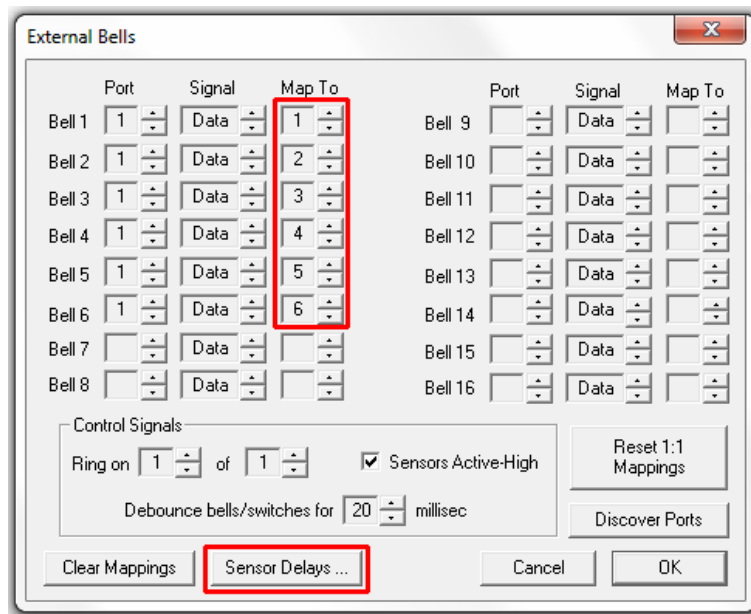 External Bells
Port Signal Map To Port Signal Map To
Bell 1 1 Data 1 Bell 9 Data
Bell 2 1 Data 2 Bell 10 Data
Bell 3 1 Data 3 Bell 11 Data
Bell 4 1 Data 4 Bell 12 Data
Bell 5 1 Data 5 Bell 13 Data
Bell 6 1 Data 6 Bell 14 Data
Bell 7 Data Bell 15 Data
Bell 8 Data Bell 16 Data
Control Signals
Ring on 1 of 1 Sensors Active-High
Debounce bells/switches for 20 millisec
Reset 1:1
Mappings
Discover Ports
Clear Mappings Sensor Delays ... Cancel OK